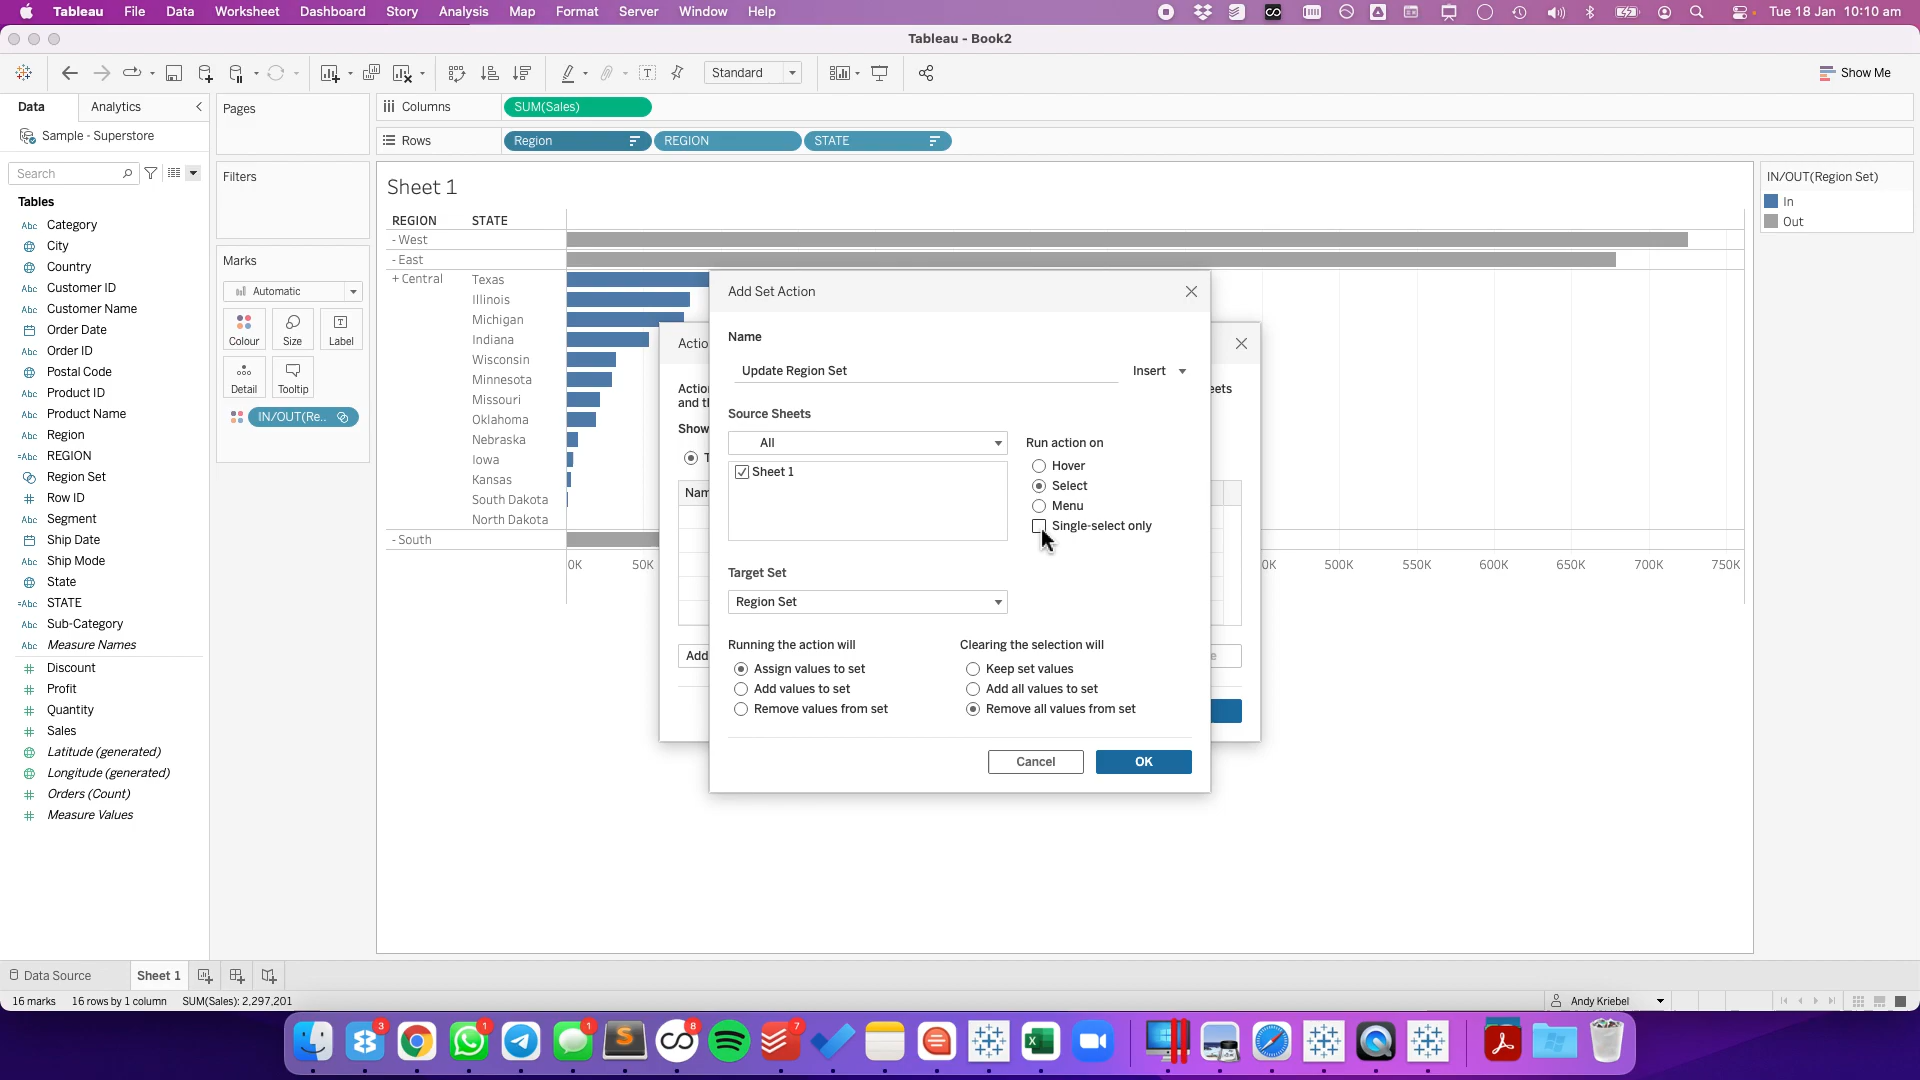 Tableau File Data Worksheet Dashboard Story Analysis Map Format Server Window Help Tue 18 Jan 10:10 am
Tableau - Book2
Standard
Show Me
Data Analytics
Pages
Columns SUM(Sales)
Sample - Superstore
Rows Region REGION STATE
Search
Filters
Sheet 1
IN/OUT(Region Set)
In
Out
Tables
Category
City
Country
Customer ID
Customer Name
Order Date
Order ID
Postal Code
Product ID
Product Name
Region
REGION
Region Set
Row ID
Segment
Ship Date
Ship Mode
State
STATE
Sub-Category
Measure Names
Discount
Profit
Quantity
Sales
Latitude (generated)
Longitude (generated)
Orders (Count)
Measure Values
Marks
Automatic
Colour Size Label
Detail Tooltip
IN/OUT(Re..
REGION STATE
- West
- East
+ Central Texas
Illinois
Michigan
Indiana
Wisconsin
Minnesota
Missouri
Oklahoma
Nebraska
Iowa
Kansas
South Dakota
North Dakota
- South
0K 50K 0K 500K 550K 600K 650K 700K 750K
Actio
Action
and th
eets
Show
T
Nam
Add
e
Add Set Action
Name
Update Region Set Insert
Source Sheets
All
Sheet 1
Run action on
Hover
Select
Menu
Single-select only
Target Set
Region Set
Running the action will
Assign values to set
Add values to set
Remove values from set
Clearing the selection will
Keep set values
Add all values to set
Remove all values from set
Cancel OK
Data Source Sheet 1
16 marks 16 rows by 1 column SUM(Sales): 2,297,201 Andy Kriebel
3 1 1 8 7